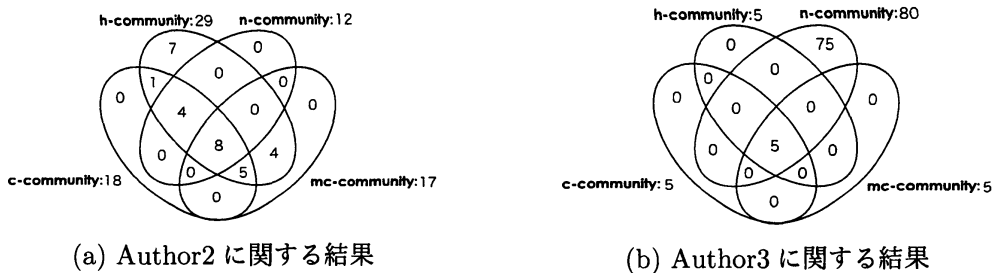 h-community:29 n-community:12
7 0
1 0 0
0 4 0 0
8
0 4
0 5
c-community:18 mc-community:17
0
(a) Author2 に関する結果
h-community:5 n-community:80
0 75
0 0 0
0 0 0 0
5
0 0
0 0
c-community: 5 mc-community: 5
0
(b) Author3 に関する結果